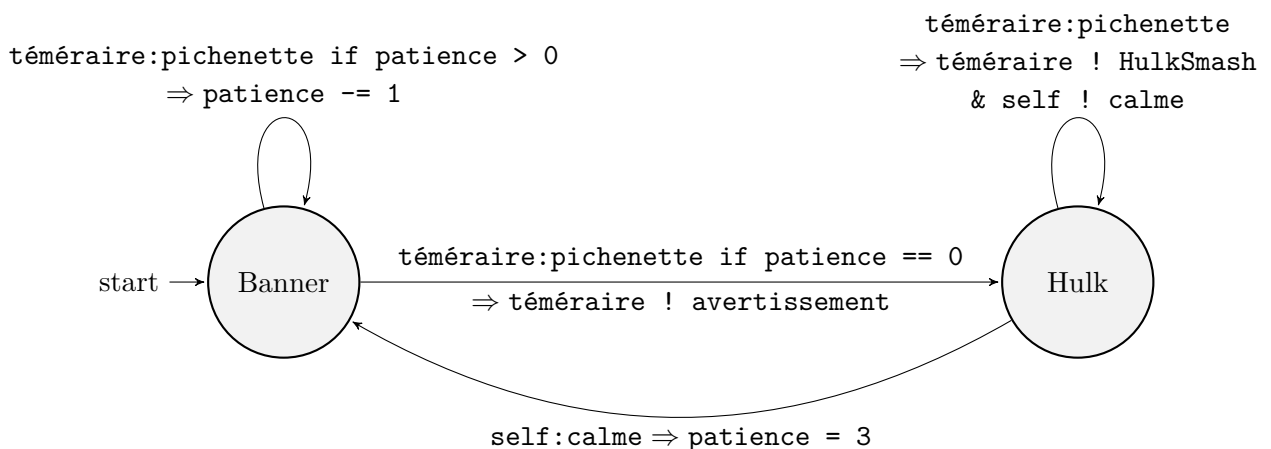 téméraire:pichenette if patience > 0
⇒ patience -= 1
téméraire:pichenette
⇒ téméraire ! HulkSmash
& self ! calme
start
Banner
téméraire:pichenette if patience == 0
⇒ téméraire ! avertissement
Hulk
self:calme ⇒ patience = 3